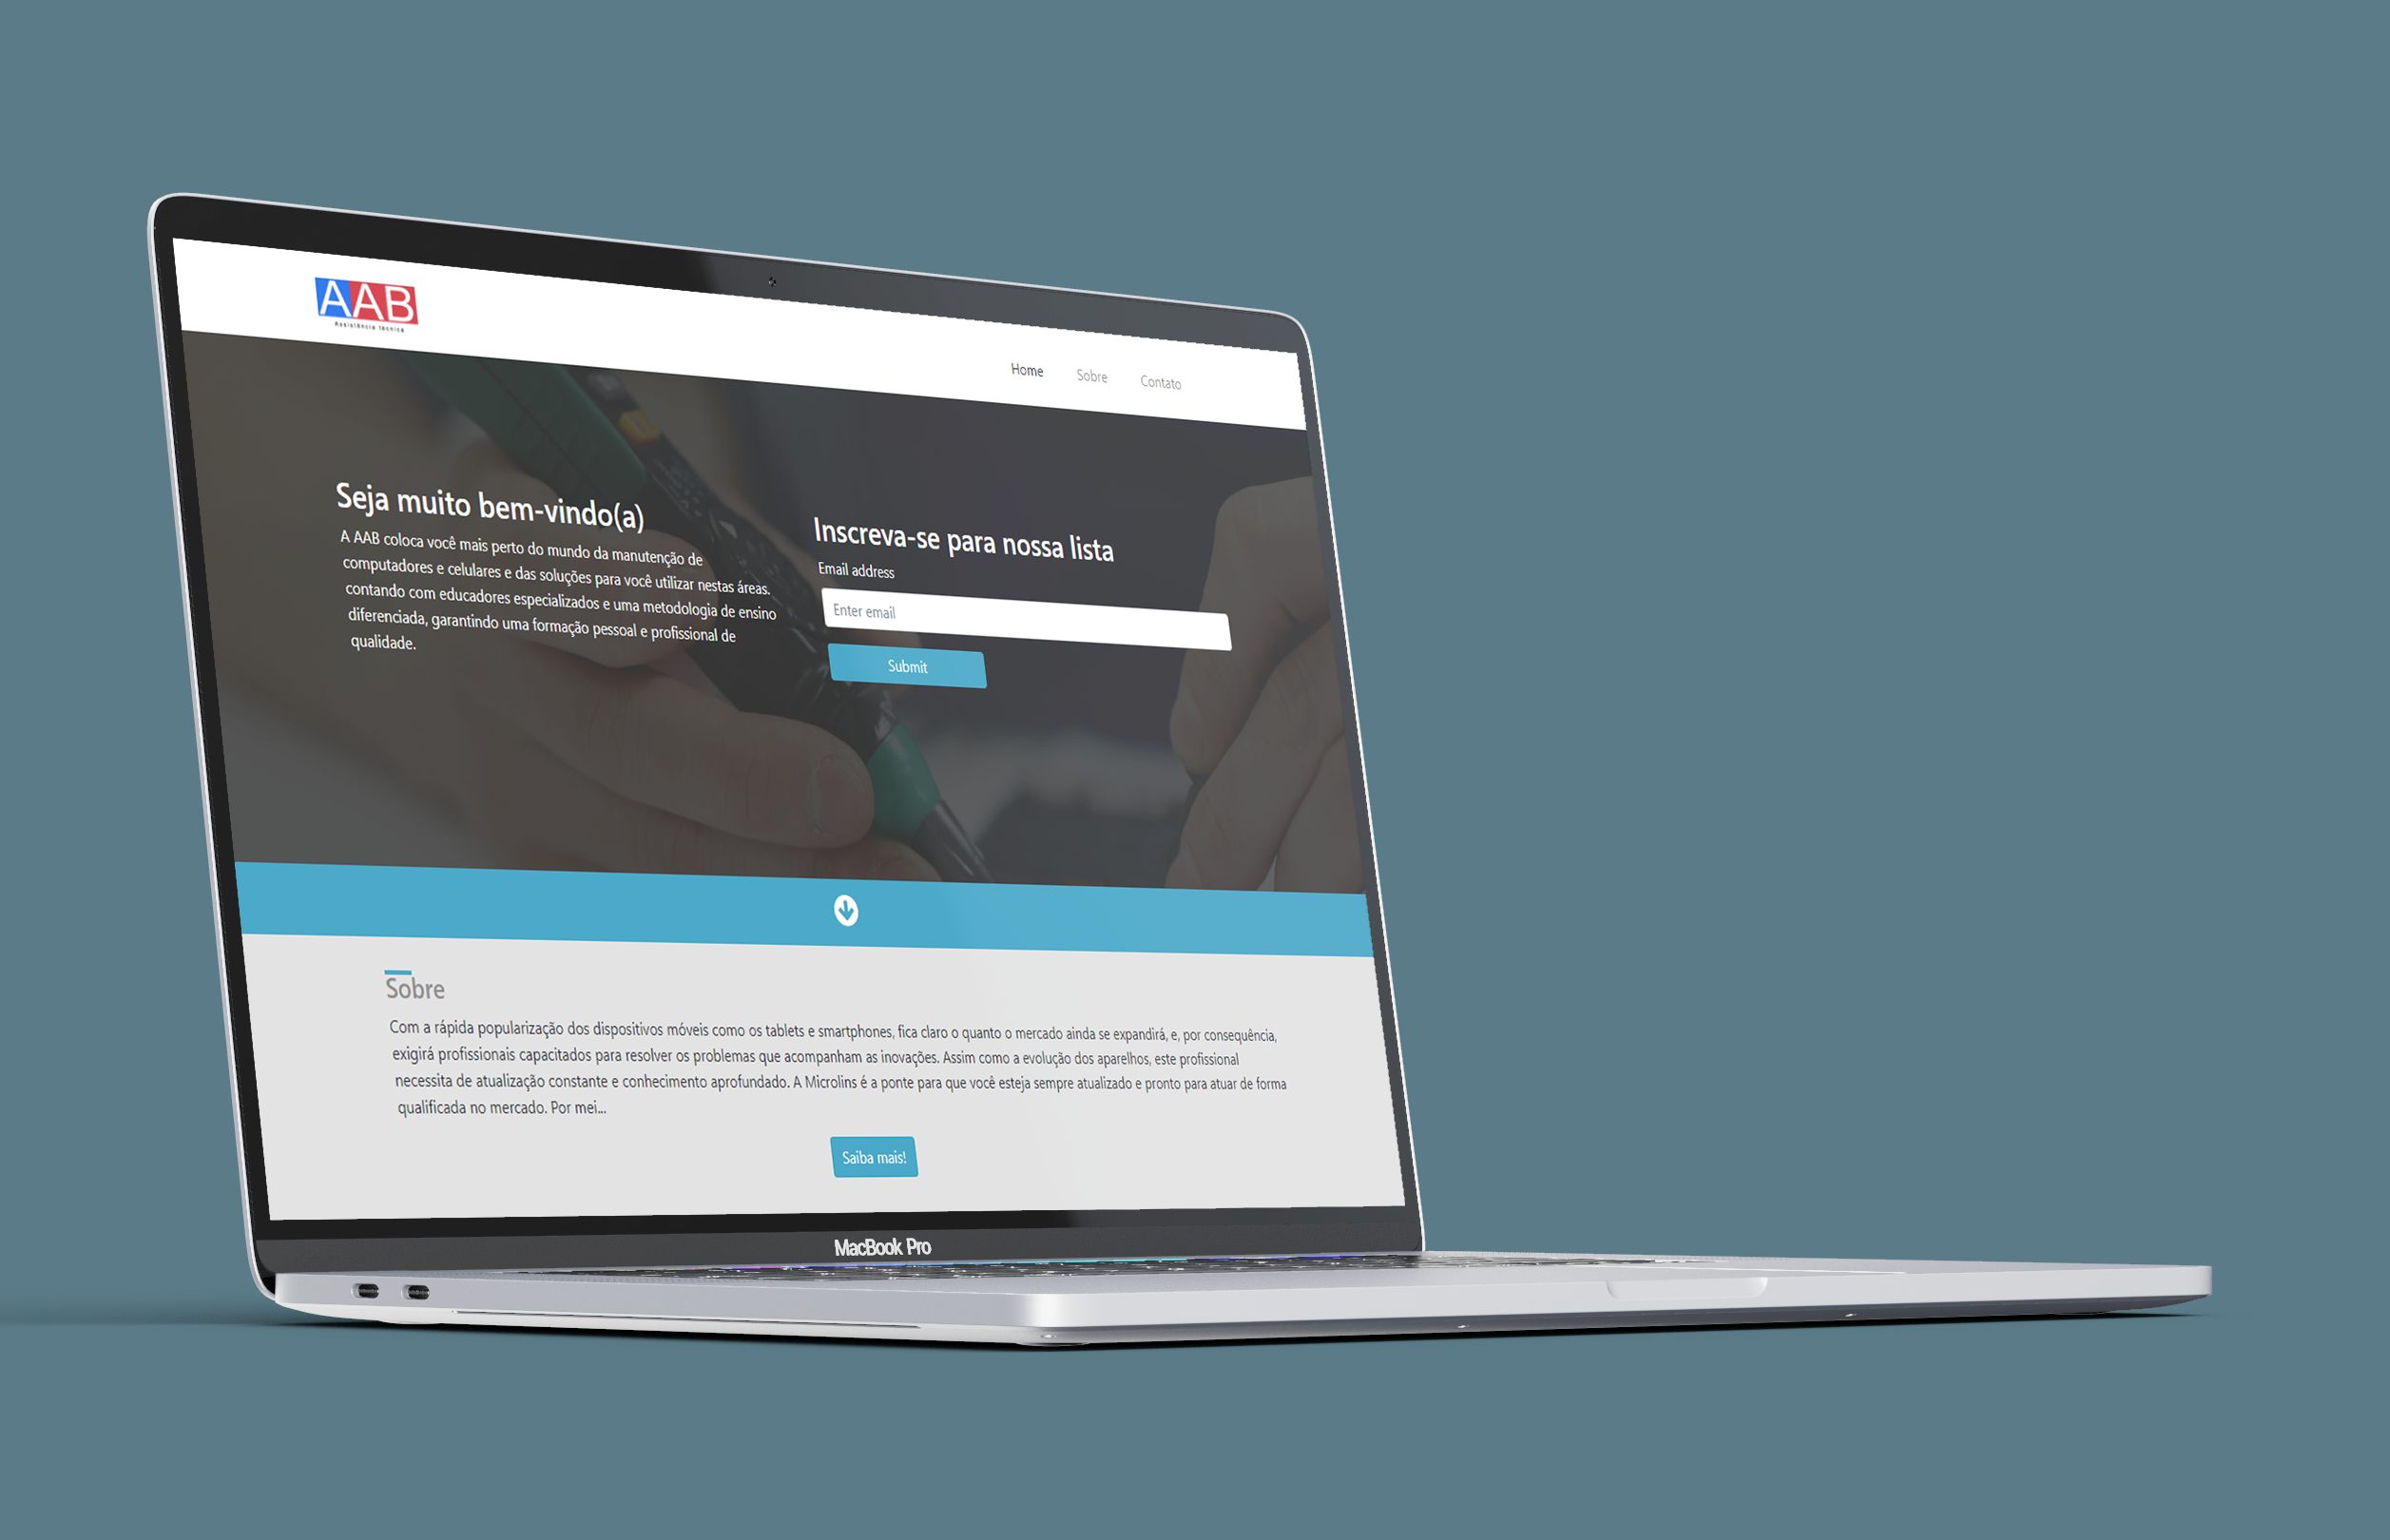 AAB
Assistência técnica
Home Sobre Contato
Seja muito bem-vindo(a)
A AAB coloca você mais perto do mundo da manutenção de
computadores e celulares e das soluções para você utilizar nestas áreas.
contando com educadores especializados e uma metodologia de ensino
diferenciada, garantindo uma formação pessoal e profissional de
qualidade.
Inscreva-se para nossa lista
Email address
Enter email
Submit
Sobre
Com a rápida popularização dos dispositivos móveis como os tablets e smartphones, fica claro o quanto o mercado ainda se expandirá, e, por consequência,
exigirá profissionais capacitados para resolver os problemas que acompanham as inovações. Assim como a evolução dos aparelhos, este profissional
necessita de atualização constante e conhecimento aprofundado. A Microlins é a ponte para que você esteja sempre atualizado e pronto para atuar de forma
qualificada no mercado. Por mei...
Saiba mais!
MacBook Pro